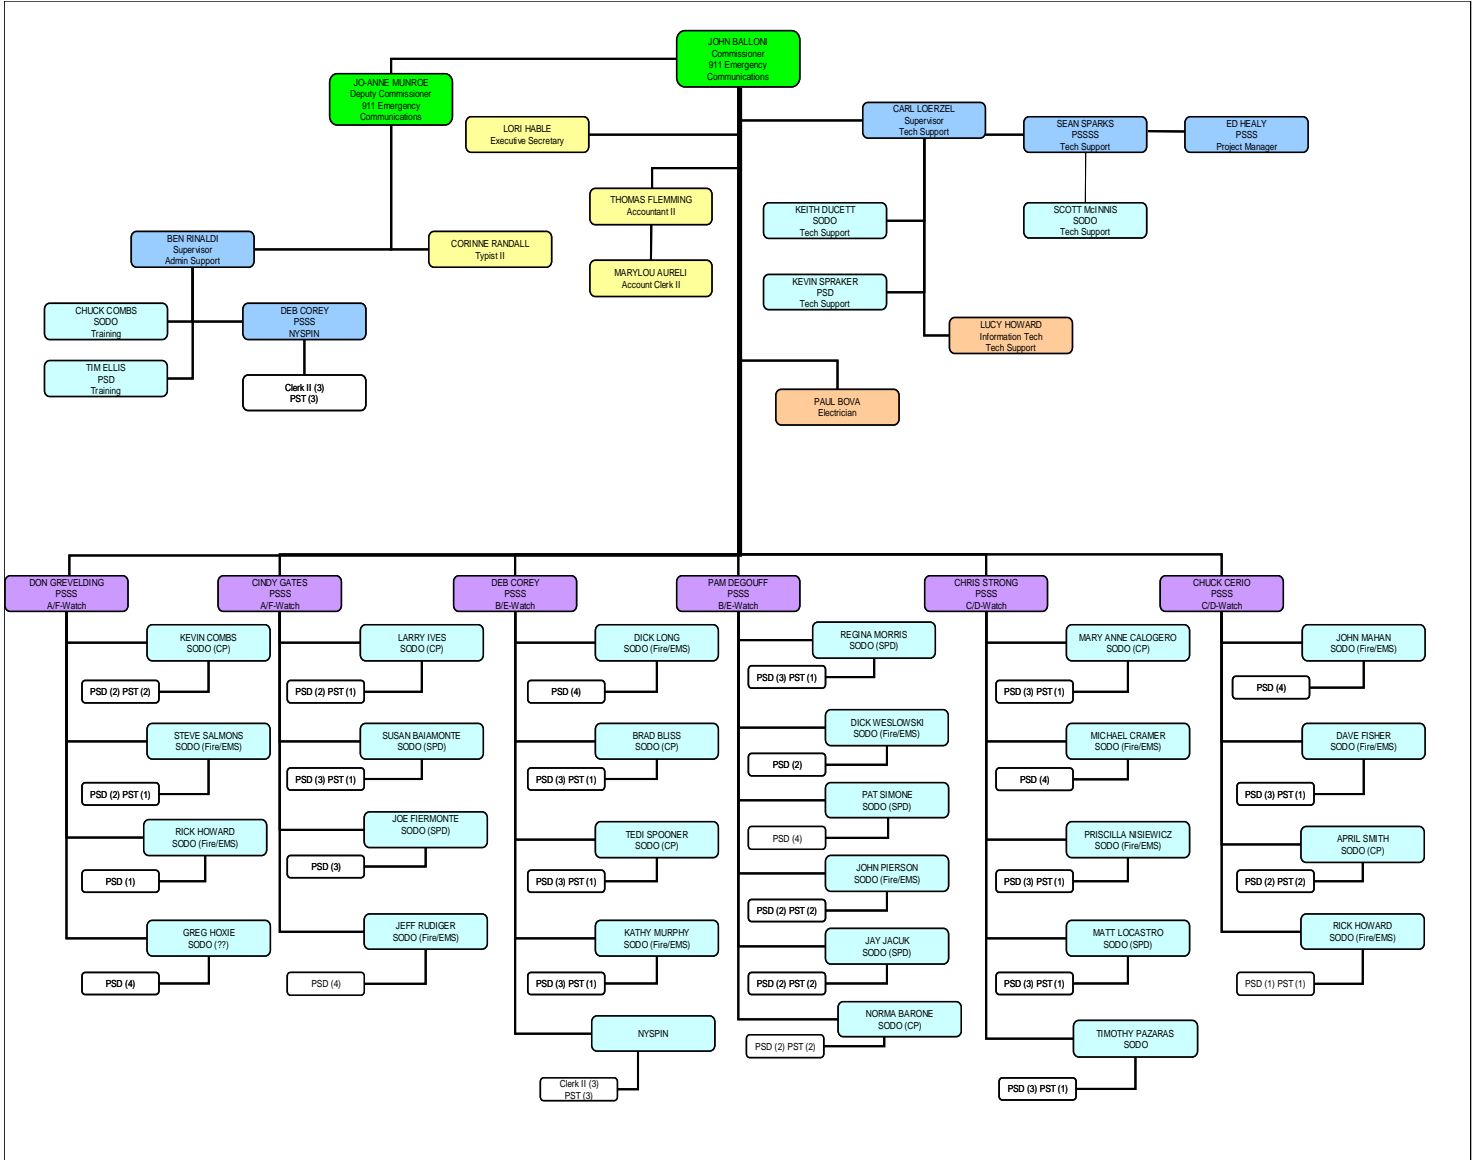 JOHN BALLONI
Commissioner
911 Emergency
Communications
JO-ANNE MUNROE
Deputy Commissioner
911 Emergency
Communications
LORI HABLE
Executive Secretary
CARL LOERZEL
Supervisor
Tech Support
SEAN SPARKS
PSSSS
Tech Support
ED HEALY
PSSS
Project Manager
THOMAS FLEMMING
Accountant II
KEITH DUCETT
SODO
Tech Support
SCOTT McINNIS
SODO
Tech Support
BEN RINALDI
Supervisor
Admin Support
CORINNE RANDALL
Typist II
MARYLOU AURELI
Account Clerk II
KEVIN SPRAKER
PSD
Tech Support
CHUCK COMBS
SODO
Training
DEB COREY
PSSS
NYSPIN
LUCY HOWARD
Information Tech
Tech Support
TIM ELLIS
PSD
Training
Clerk II (3)
PST (3)
PAUL BOVA
Electrician
DON GREVELDING
PSSS
A/F-Watch
KEVIN COMBS
SODO (CP)
PSD (2) PST (2)
STEVE SALMONS
SODO (Fire/EMS)
PSD (2) PST (1)
RICK HOWARD
SODO (Fire/EMS)
PSD (1)
GREG HOXIE
SODO (??)
PSD (4)
CINDY GATES
PSSS
A/F-Watch
LARRY IVES
SODO (CP)
PSD (2) PST (1)
SUSAN BAIAMONTE
SODO (SPD)
PSD (3) PST (1)
JOE FIERMONTE
SODO (SPD)
PSD (3)
JEFF RUDIGER
SODO (Fire/EMS)
PSD (4)
DEB COREY
PSSS
B/E-Watch
DICK LONG
SODO (Fire/EMS)
PSD (4)
BRAD BLISS
SODO (CP)
PSD (3) PST (1)
TEDI SPOONER
SODO (CP)
PSD (3) PST (1)
KATHY MURPHY
SODO (Fire/EMS)
PSD (3) PST (1)
NYSPIN
Clerk II (3)
PST (3)
PAM DEGOUFF
PSSS
B/E-Watch
REGINA MORRIS
SODO (SPD)
PSD (3) PST (1)
DICK WESLOWSKI
SODO (Fire/EMS)
PSD (2)
PAT SIMONE
SODO (SPD)
PSD (4)
JOHN PIERSON
SODO (Fire/EMS)
PSD (2) PST (2)
JAY JACUK
SODO (SPD)
PSD (2) PST (2)
NORMA BARONE
SODO (CP)
PSD (2) PST (2)
CHRIS STRONG
PSSS
C/D-Watch
MARY ANNE CALOGERO
SODO (CP)
PSD (3) PST (1)
MICHAEL CRAMER
SODO (Fire/EMS)
PSD (4)
PRISCILLA NISIEWICZ
SODO (Fire/EMS)
PSD (3) PST (1)
MATT LOCASTRO
SODO (SPD)
PSD (3) PST (1)
TIMOTHY PAZARAS
SODO
PSD (3) PST (1)
CHUCK CERIO
PSSS
C/D-Watch
JOHN MAHAN
SODO (Fire/EMS)
PSD (4)
DAVE FISHER
SODO (Fire/EMS)
PSD (3) PST (1)
APRIL SMITH
SODO (CP)
PSD (2) PST (2)
RICK HOWARD
SODO (Fire/EMS)
PSD (1) PST (1)